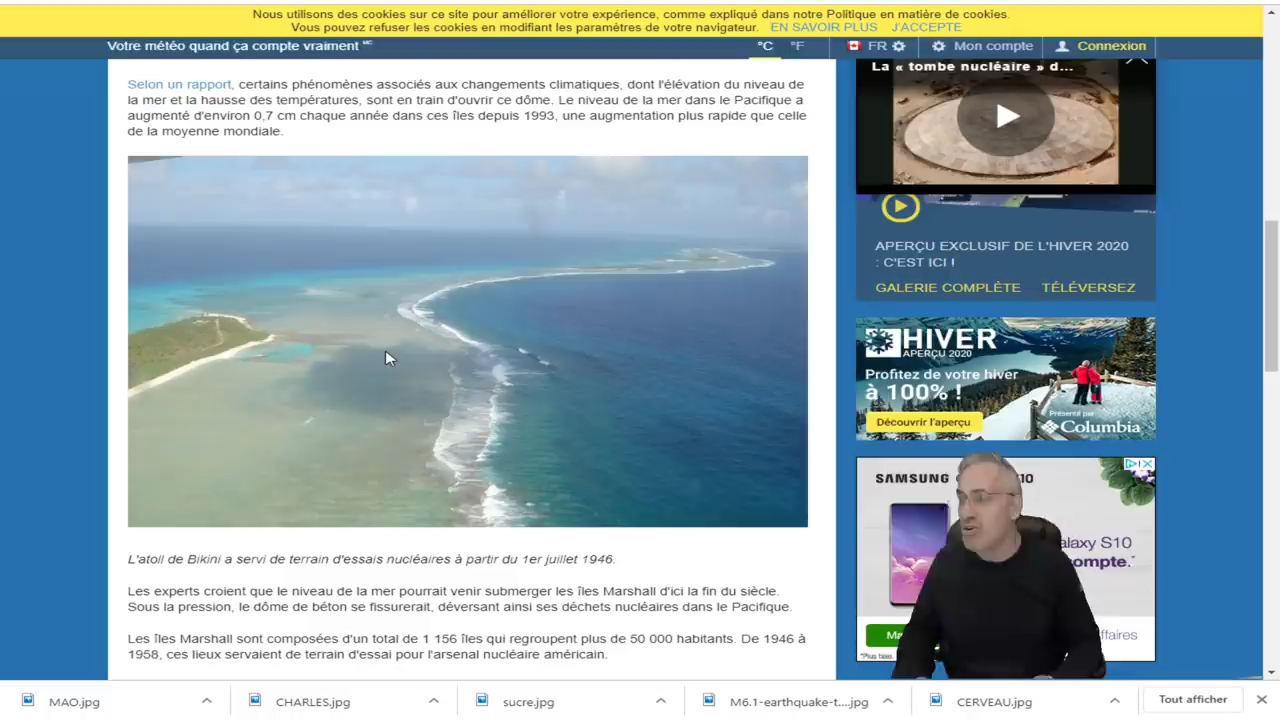 Nous utilisons des cookies sur ce site pour améliorer votre expérience, comme expliqué dans notre Politique en matière de cookies.
Vous pouvez refuser les cookies en modifiant les paramètres de votre navigateur. EN SAVOIR PLUS J'ACCEPTE
Votre météo quand ça compte vraiment MC
°C °F FR Mon compte Connexion
Selon un rapport, certains phénomènes associés aux changements climatiques, dont l'élévation du niveau de
la mer et la hausse des températures, sont en train d'ouvrir ce dôme. Le niveau de la mer dans le Pacifique a
augmenté d'environ 0,7 cm chaque année dans ces îles depuis 1993, une augmentation plus rapide que celle
de la moyenne mondiale.
L'atoll de Bikini a servi de terrain d'essais nucléaires à partir du 1er juillet 1946.
Les experts croient que le niveau de la mer pourrait venir submerger les îles Marshall d'ici la fin du siècle.
Sous la pression, le dôme de béton se fissurerait, déversant ainsi ses déchets nucléaires dans le Pacifique.
Les îles Marshall sont composées d'un total de 1 156 îles qui regroupent plus de 50 000 habitants. De 1946 à
1958, ces lieux servaient de terrain d'essai pour l'arsenal nucléaire américain.
La « tombe nucléaire » d...
APERÇU EXCLUSIF DE L'HIVER 2020
: C'EST ICI !
GALERIE COMPLÈTE TÉLÉVERSEZ
HIVER
APERÇU 2020
Profitez de votre hiver
à 100% !
Découvrir l'aperçu
Présenté par
Columbia
SAMSUNG
10
alaxy S10
compte.*
Ma
ffaires
MAO.jpg
CHARLES.jpg
sucre.jpg
M6.1-earthquake-t....jpg
CERVEAU.jpg
Tout afficher